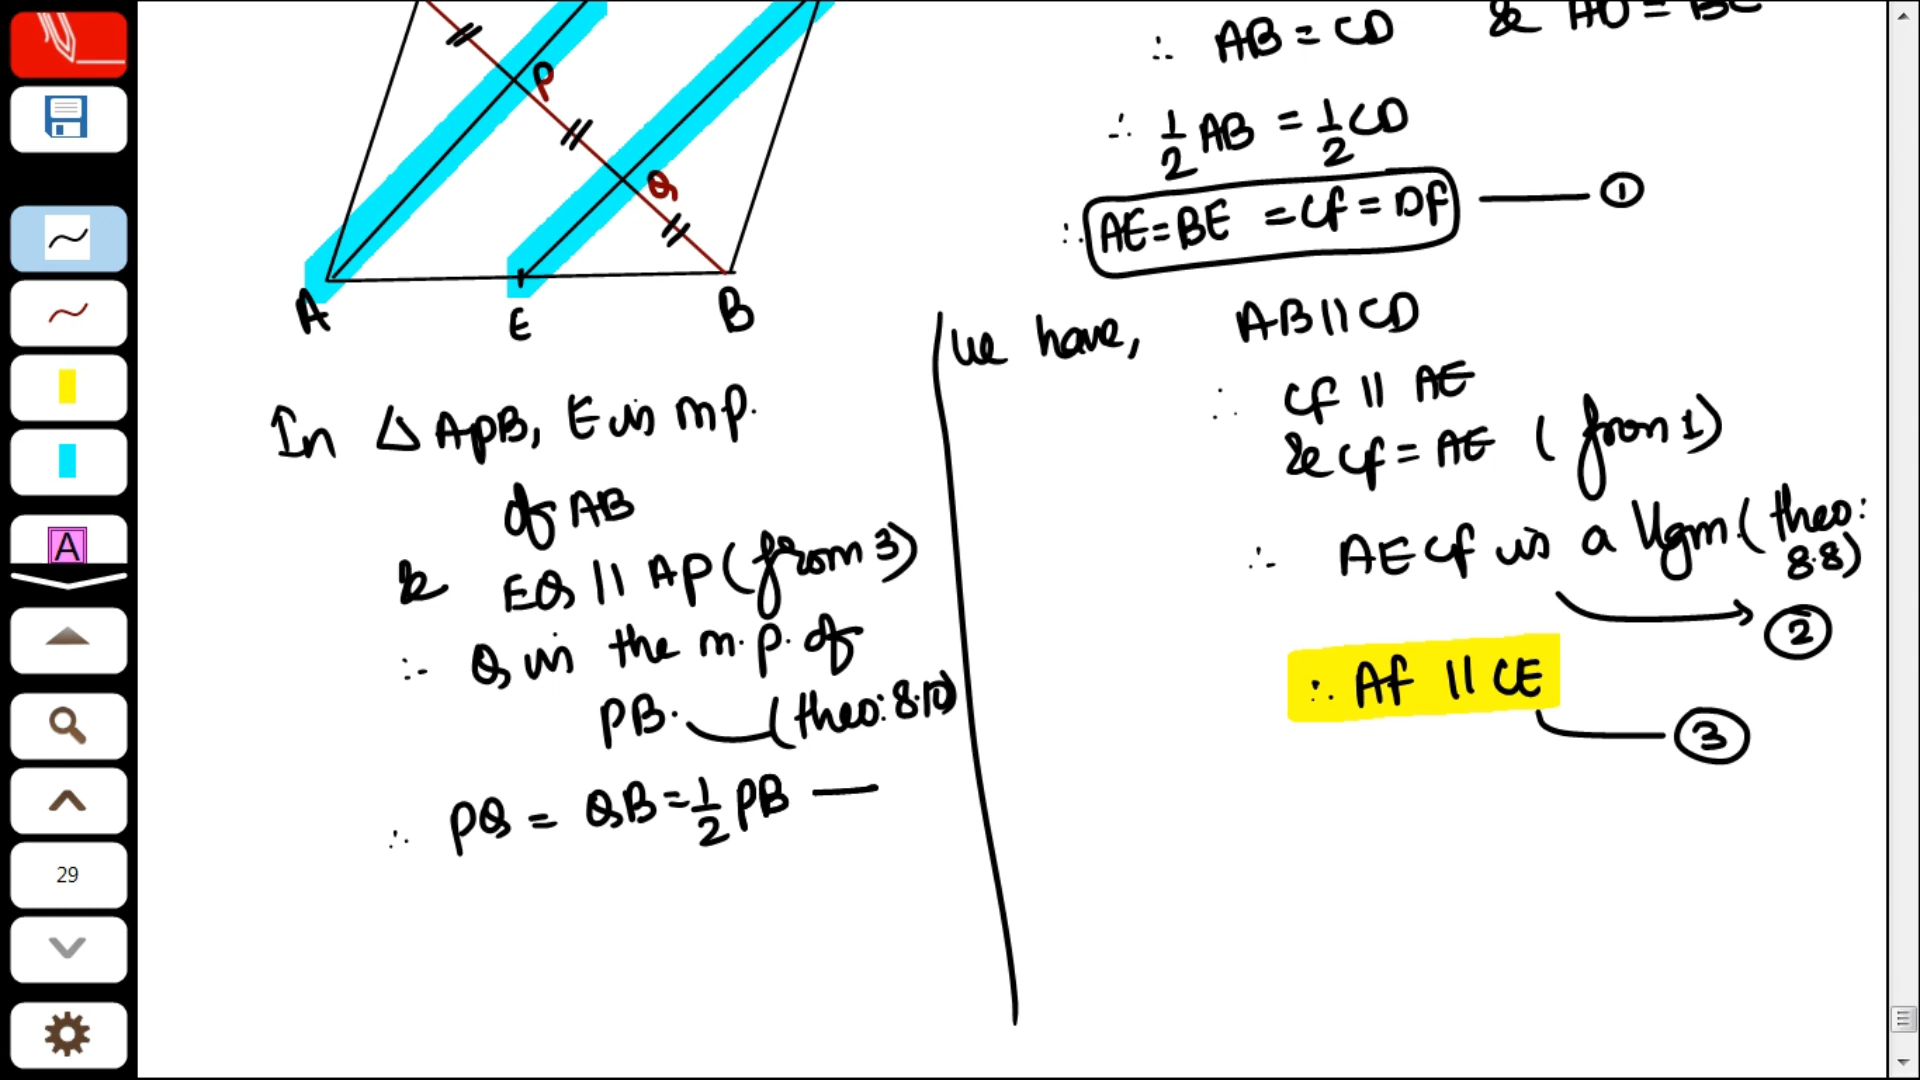 ∴ AB = CD & AD = BC
∴ 1/2 AB = 1/2 CD
∴ AE = BE = CF = DF — ①
P
Q
A
E
B
In △ APB, E is mp.
of AB
& EQ || AP (from 3)
∴ Q is the m.p. of
PB. (theo: 8.10)
∴ PQ = QB = 1/2 PB —
We have, AB || CD
∴ CF || AE
& CF = AE (from 1)
∴ AECF is a ||gm. (theo: 8.8)
②
∴ AF || CE
③
A
29